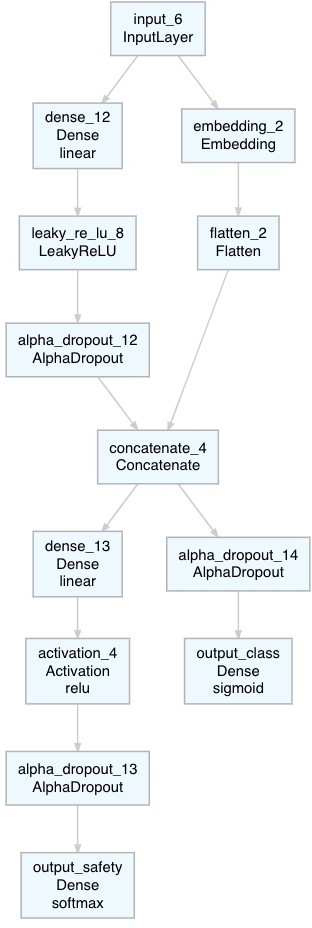 input_6
InputLayer
dense_12
Dense
linear
embedding_2
Embedding
leaky_re_lu_8
LeakyReLU
flatten_2
Flatten
alpha_dropout_12
AlphaDropout
concatenate_4
Concatenate
dense_13
Dense
linear
alpha_dropout_14
AlphaDropout
activation_4
Activation
relu
output_class
Dense
sigmoid
alpha_dropout_13
AlphaDropout
output_safety
Dense
softmax